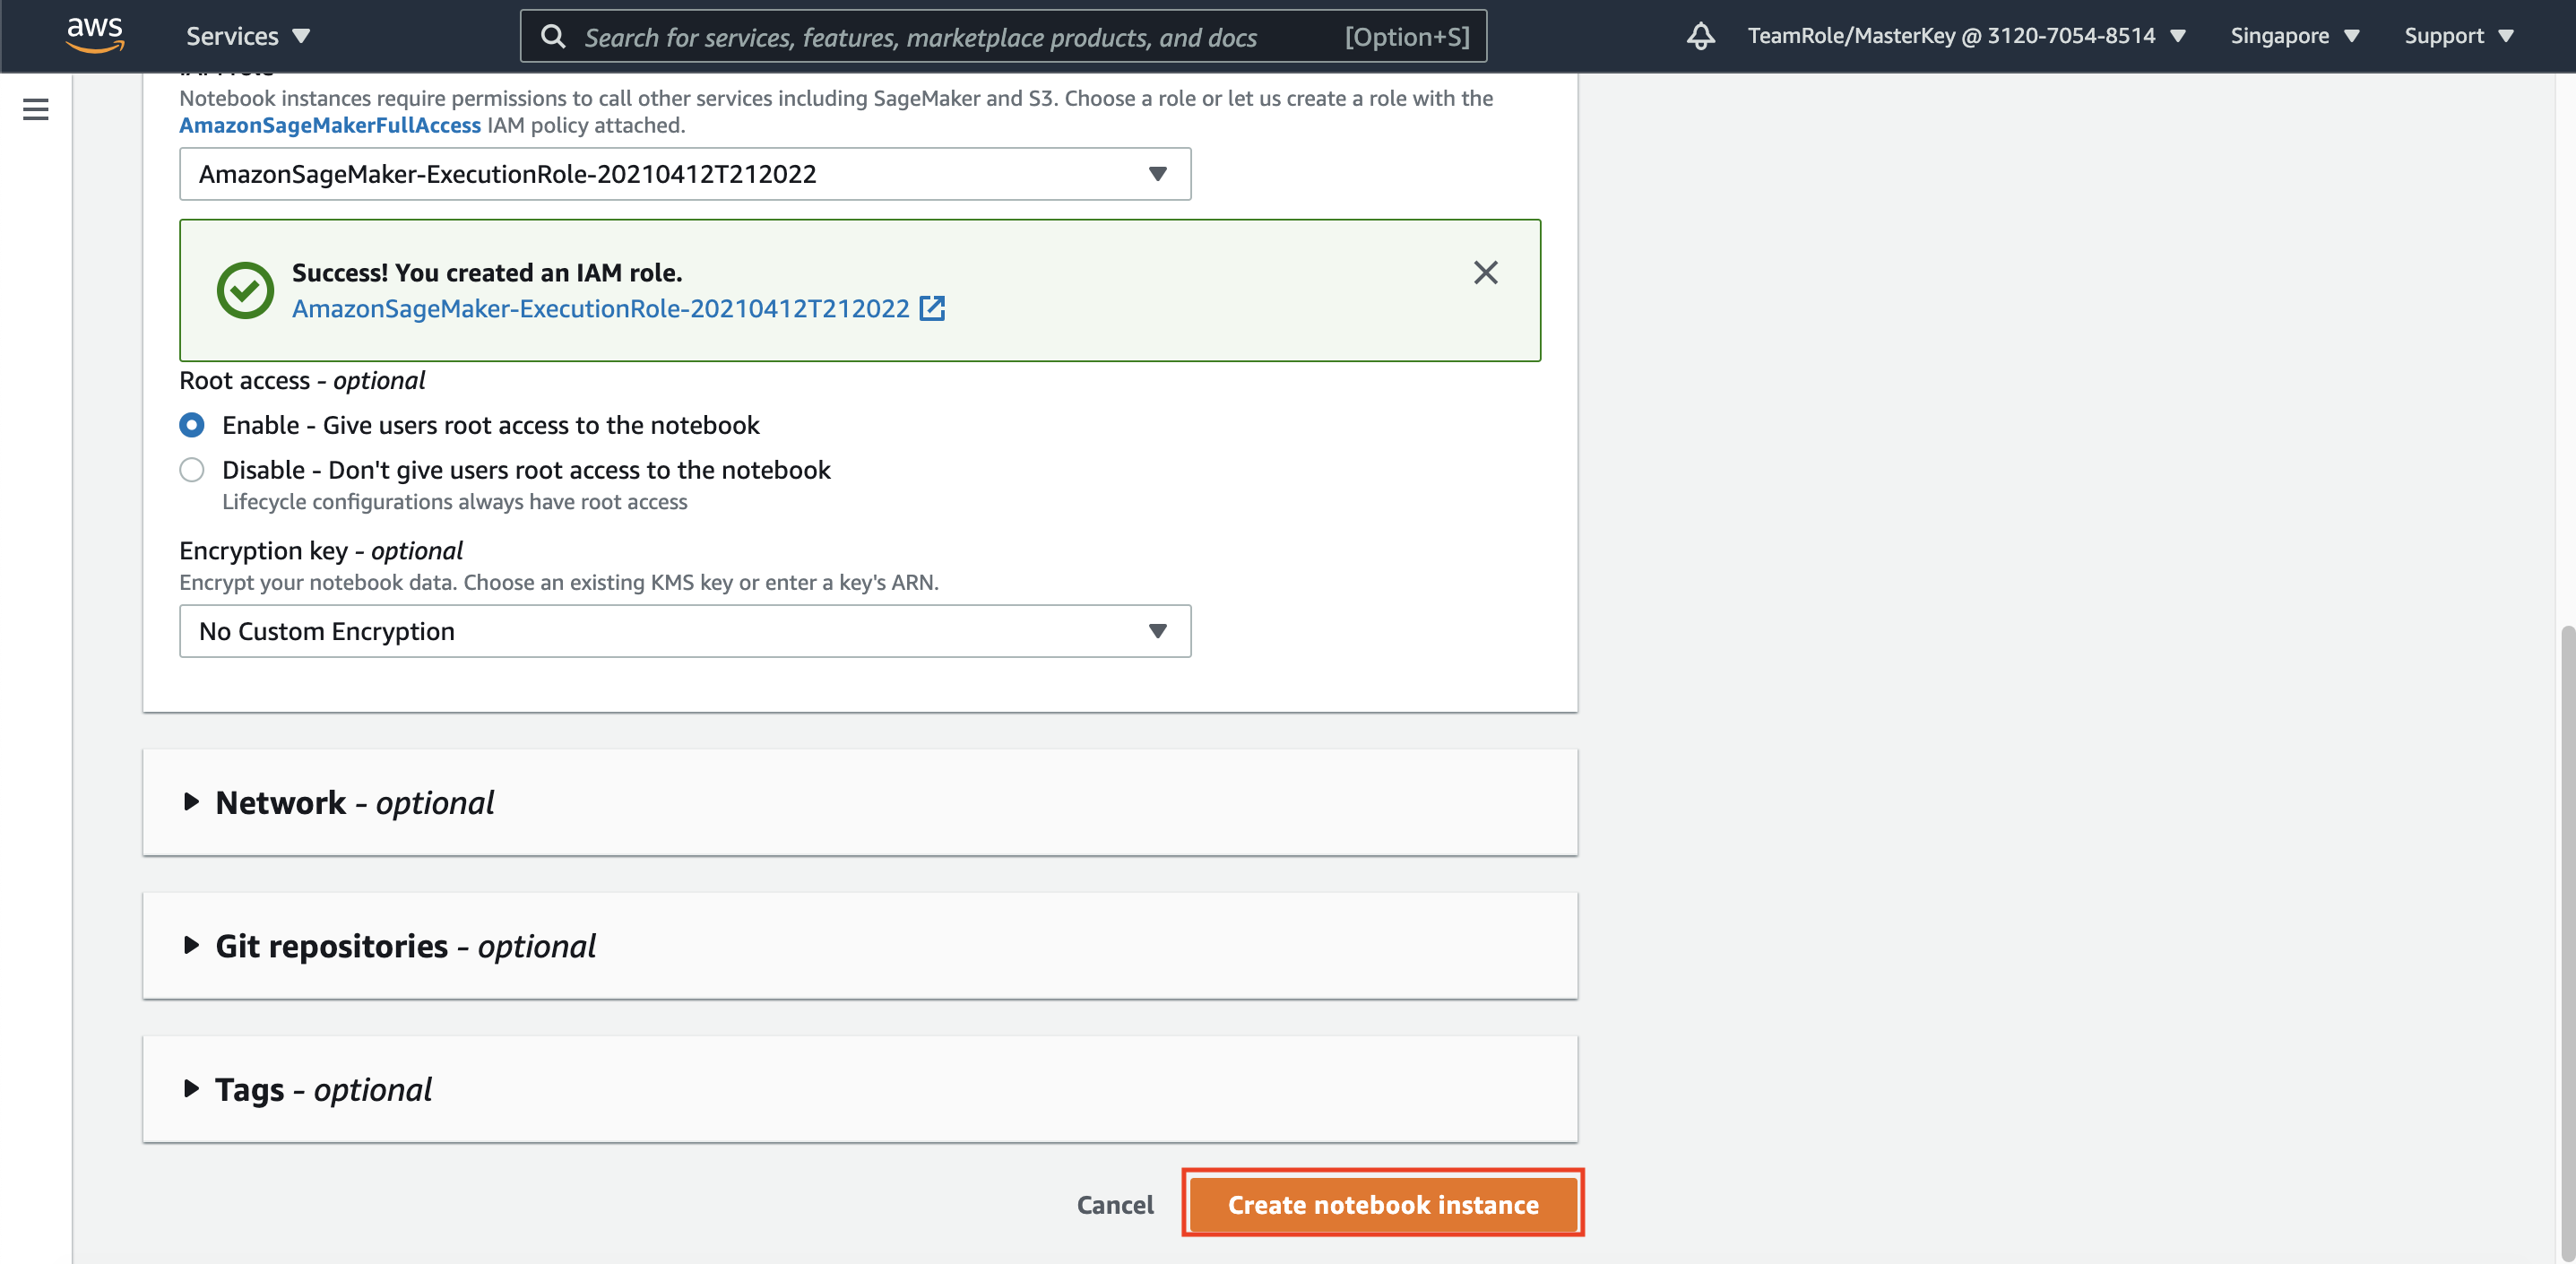 aws
Services
Search for services, features, marketplace products, and docs
[Option+S]
TeamRole/MasterKey @ 3120-7054-8514
Singapore
Support
IAM role
Notebook instances require permissions to call other services including SageMaker and S3. Choose a role or let us create a role with the
AmazonSageMakerFullAccess IAM policy attached.
AmazonSageMaker-ExecutionRole-20210412T212022
Success! You created an IAM role.
AmazonSageMaker-ExecutionRole-20210412T212022
Root access - optional
Enable - Give users root access to the notebook
Disable - Don't give users root access to the notebook
Lifecycle configurations always have root access
Encryption key - optional
Encrypt your notebook data. Choose an existing KMS key or enter a key's ARN.
No Custom Encryption
Network - optional
Git repositories - optional
Tags - optional
Cancel
Create notebook instance